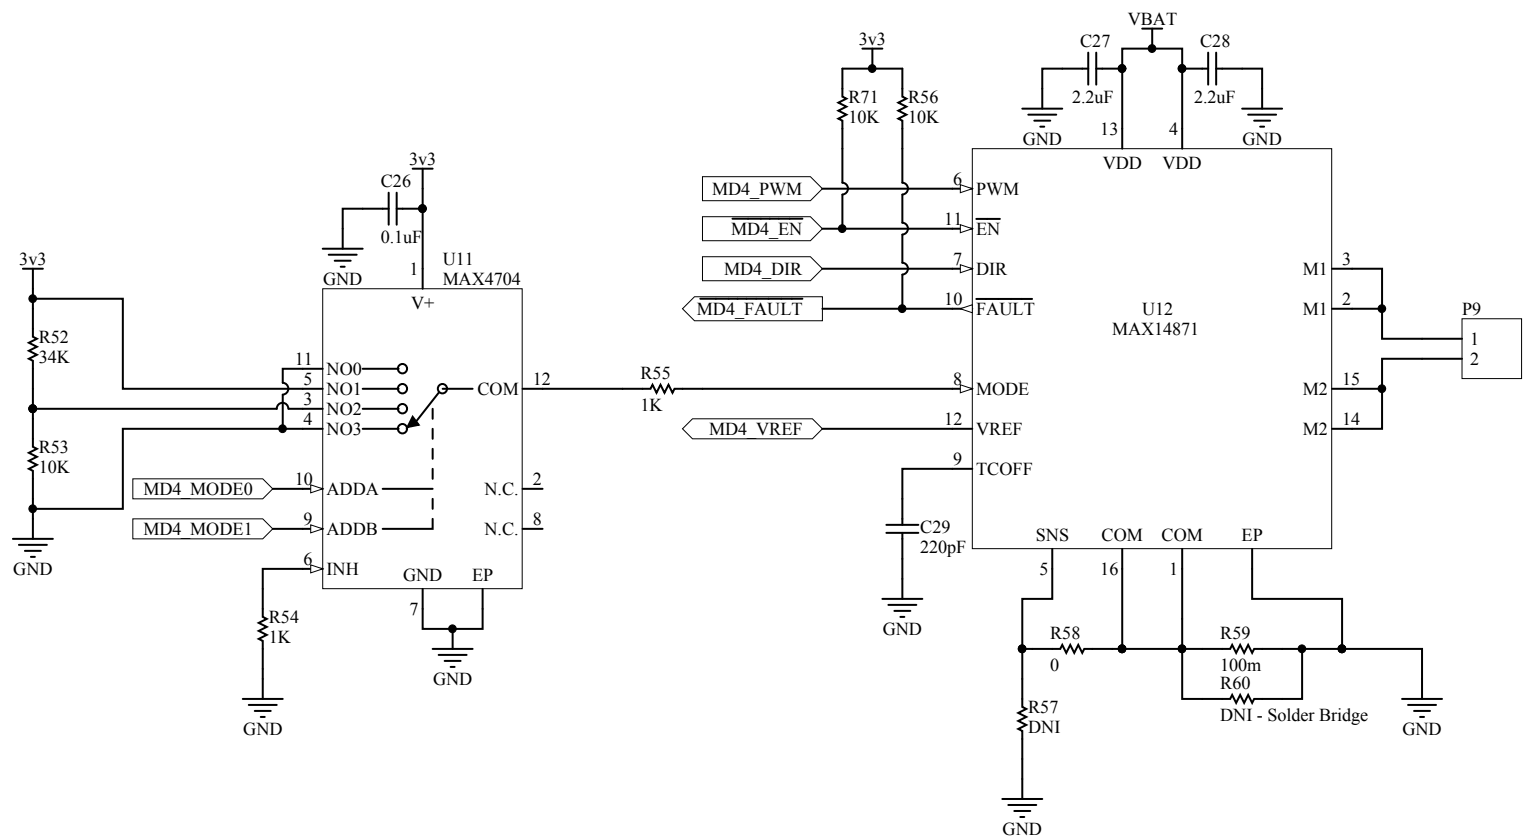 VBAT
3v3
C27
C28
2.2uF
2.2uF
R71
10K
R56
10K
GND
GND
13
4
VDD
VDD
3v3
C26
0.1uF
GND
U11
MAX4704
1
V+
3v3
R52
34K
R53
10K
GND
11
NO0
5
NO1
3
NO2
4
NO3
COM
12
MD4_MODE0
10
ADDA
MD4_MODE1
9
ADDB
6
INH
N.C.
2
N.C.
8
GND
EP
7
GND
R54
1K
GND
R55
1K
MD4_PWM
6
PWM
MD4_EN
11
EN
MD4_DIR
7
DIR
MD4_FAULT
10
FAULT
8
MODE
MD4_VREF
12
VREF
9
TCOFF
C29
220pF
GND
U12
MAX14871
M1
3
M1
2
M2
15
M2
14
P9
1
2
SNS
COM
COM
EP
5
16
1
R58
0
R59
100m
R60
DNI - Solder Bridge
R57
DNI
GND
GND